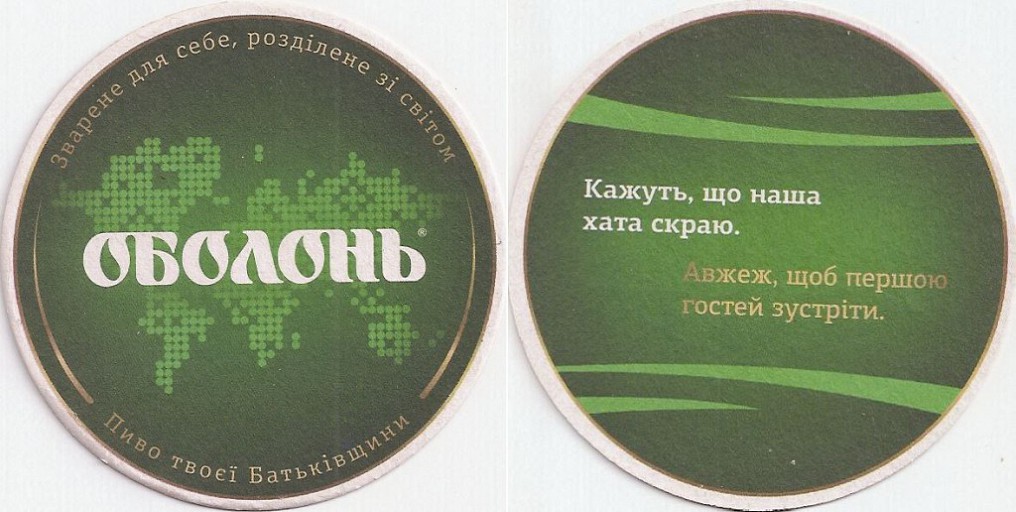 Зварене для себе, розділене зі світом
ОБОЛОНЬ®
Пиво твоєї Батьківщини
Кажуть, що наша
хата скраю.
Авжеж, щоб першою
гостей зустріти.